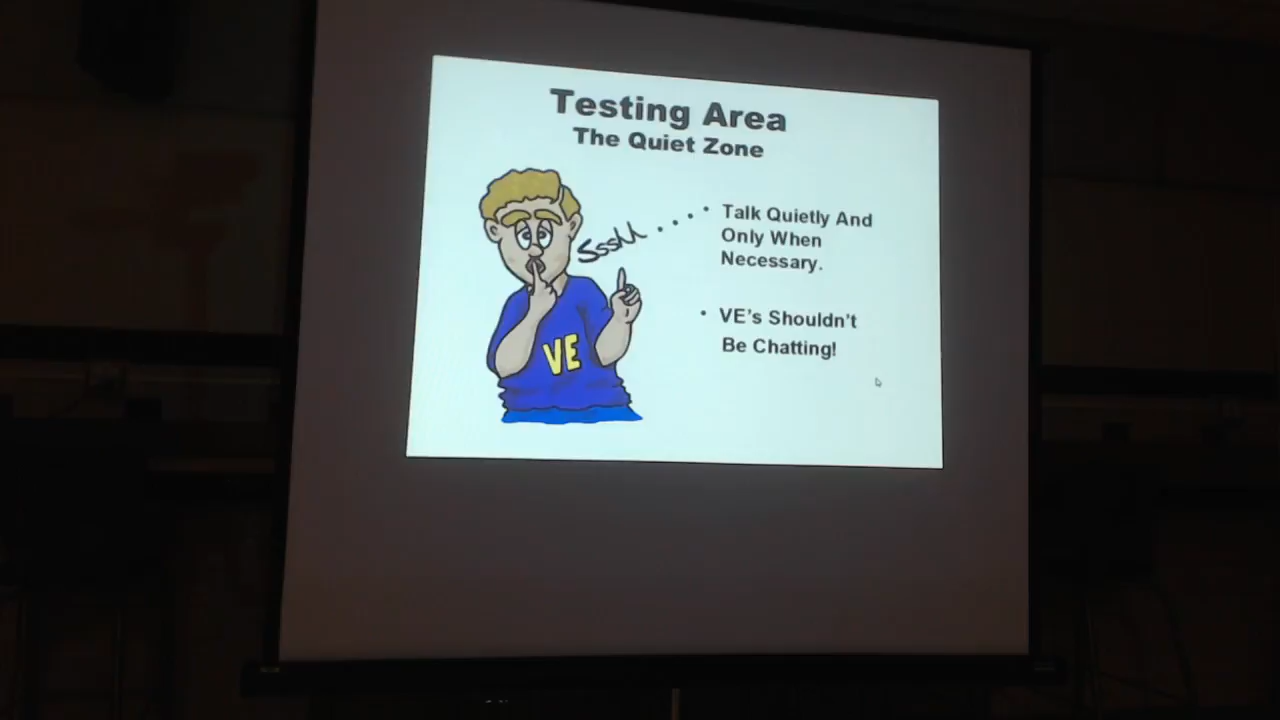 Testing Area
The Quiet Zone
SssH
• Talk Quietly And
Only When
Necessary.
• VE's Shouldn't
Be Chatting!
VE